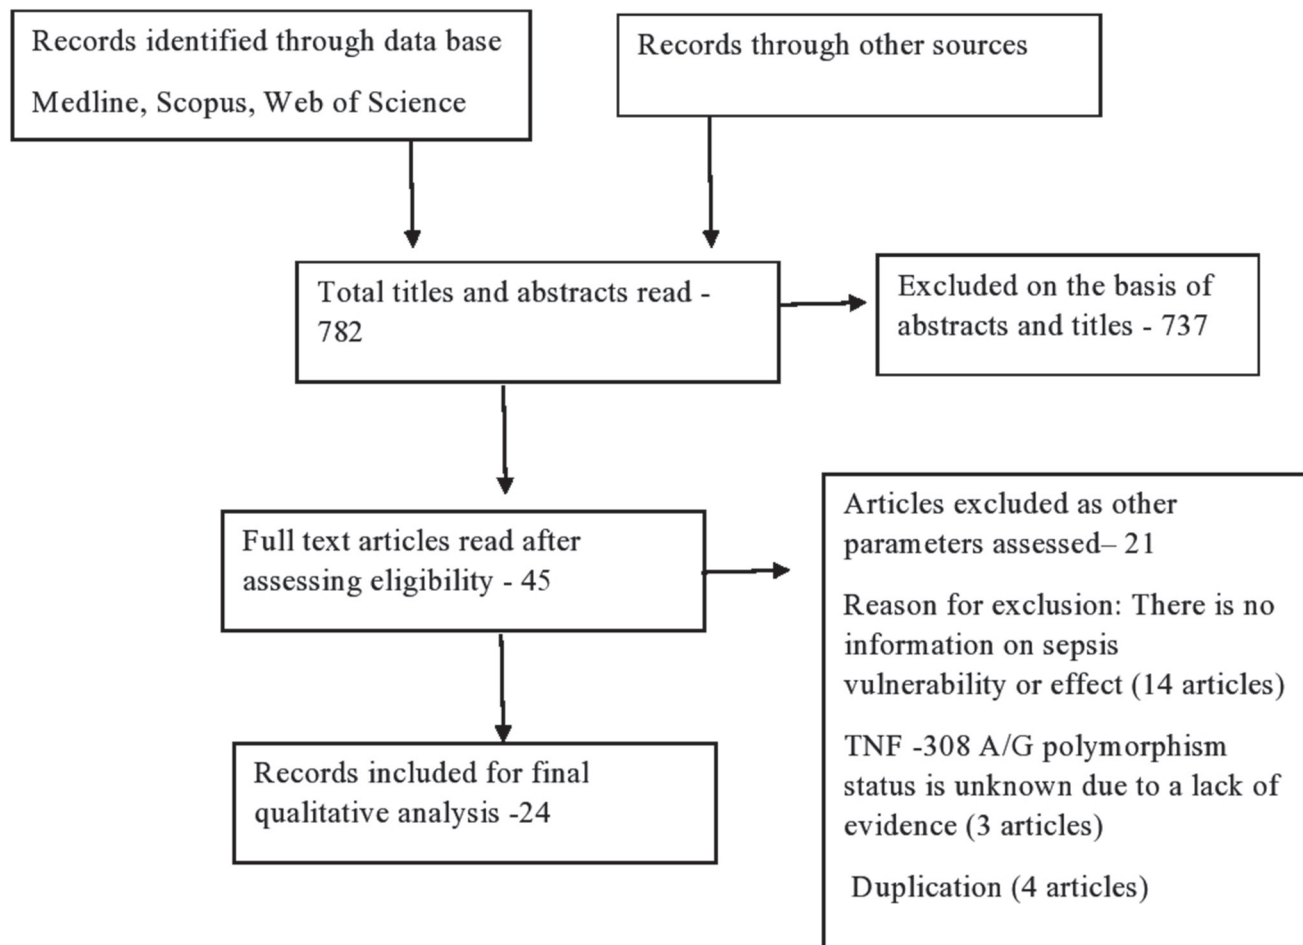 Records identified through data base
Medline, Scopus, Web of Science
Records through other sources
Total titles and abstracts read -
782
Excluded on the basis of
abstracts and titles - 737
Full text articles read after
assessing eligibility - 45
Articles excluded as other
parameters assessed– 21
Reason for exclusion: There is no
information on sepsis
vulnerability or effect (14 articles)
TNF -308 A/G polymorphism
status is unknown due to a lack of
evidence (3 articles)
Duplication (4 articles)
Records included for final
qualitative analysis -24